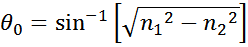 θ₀ = sin⁻¹ [√(n₁² − n₂²)]